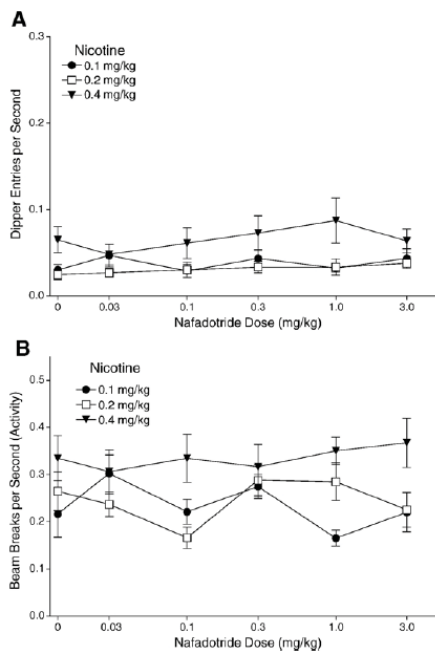 A
Nicotine
0.1 mg/kg
0.2 mg/kg
0.4 mg/kg
Dipper Entries per Second
0.3
0.2
0.1
0.0
0 0.03 0.1 0.3 1.0 3.0
Nafadotride Dose (mg/kg)
B
Nicotine
0.1 mg/kg
0.2 mg/kg
0.4 mg/kg
Beam Breaks per Second (Activity)
0.5
0.4
0.3
0.2
0.1
0.0
0 0.03 0.1 0.3 1.0 3.0
Nafadotride Dose (mg/kg)